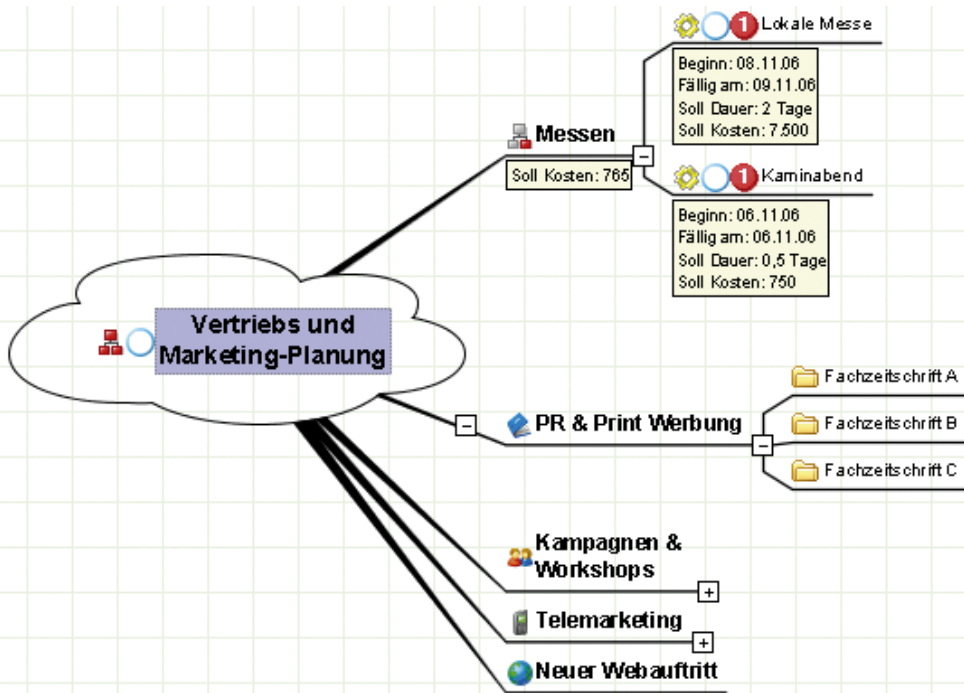 Lokale Messe
Beginn: 08.11.06
Fällig am: 09.11.06
Soll Dauer: 2 Tage
Soll Kosten: 7.500
Messen
Soll Kosten: 765
Kaminabend
Beginn: 06.11.06
Fällig am: 06.11.06
Soll Dauer: 0,5 Tage
Soll Kosten: 750
Vertriebs und
Marketing-Planung
PR & Print Werbung
Fachzeitschrift A
Fachzeitschrift B
Fachzeitschrift C
Kampagnen &
Workshops
Telemarketing
Neuer Webauftritt